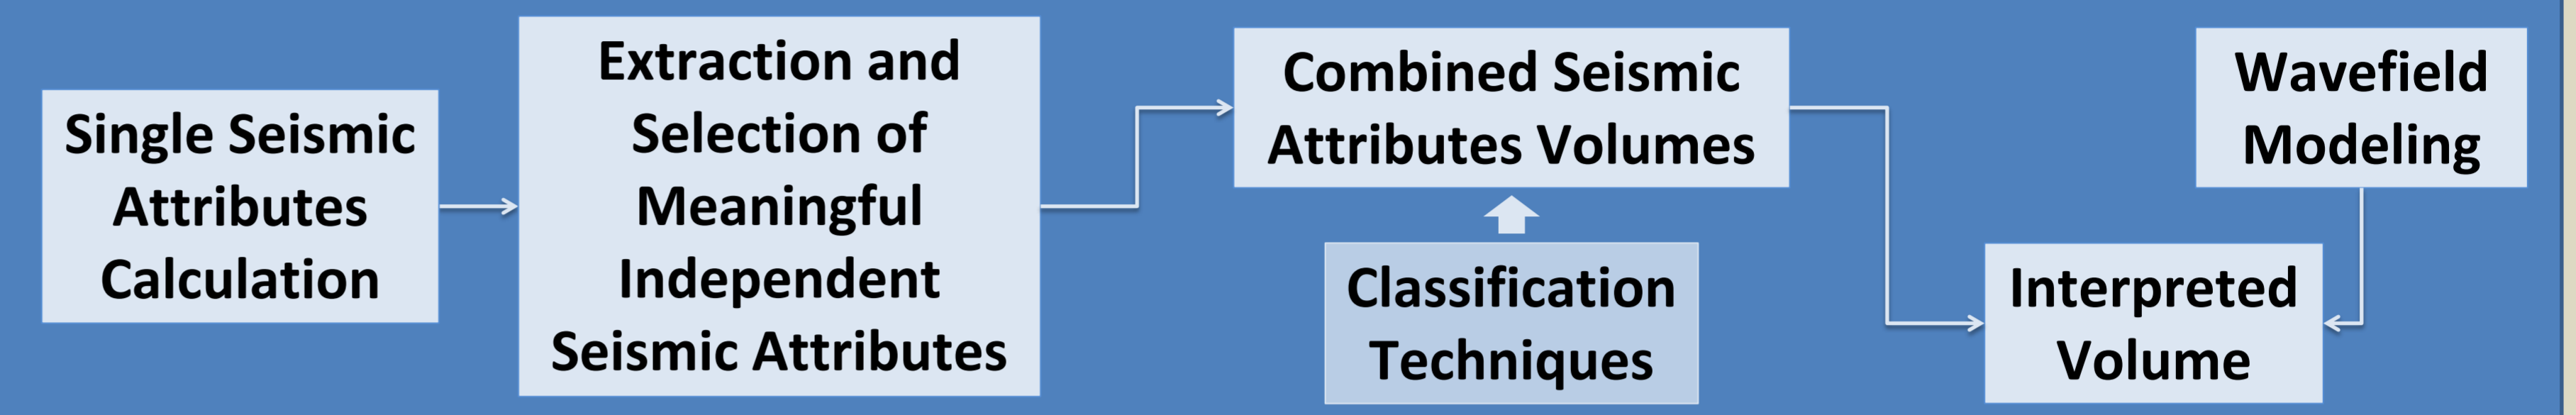 Single Seismic
Attributes
Calculation
Extraction and
Selection of
Meaningful
Independent
Seismic Attributes
Combined Seismic
Attributes Volumes
Classification
Techniques
Wavefield
Modeling
Interpreted
Volume